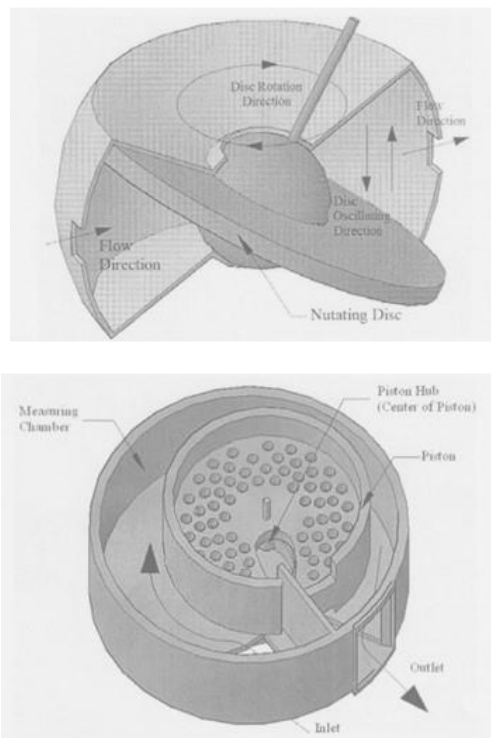 Disc Rotation
Direction
Flow
Direction
Disc
Oscillining
Direction
Flow
Direction
Nutating Disc
Piston Hub
(Center of Piston)
Measuring
Chamber
Piston
Outlet
Inlet